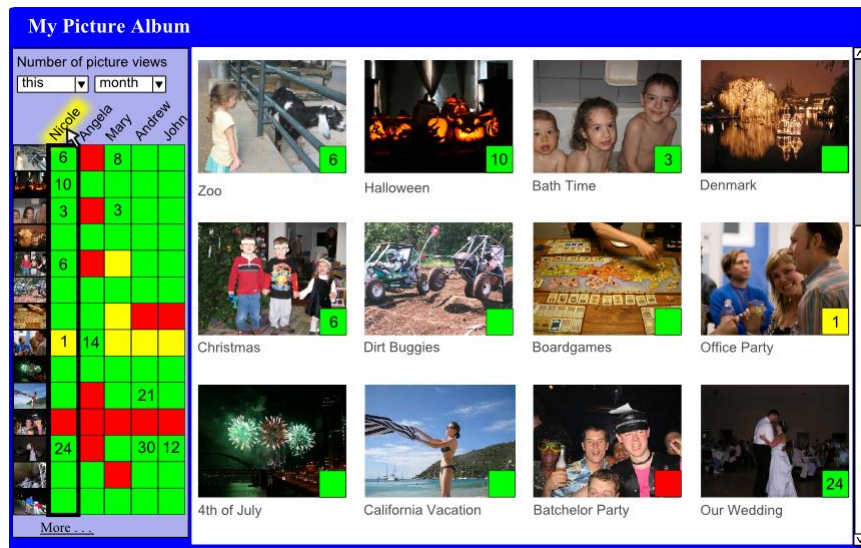 My Picture Album
Number of picture views
this month
Nicole Angela Mary Andrew John
6 8
10
3 3
6
1 14
21
24 30 12
More . . .
6 10 3
Zoo Halloween Bath Time Denmark
6 1
Christmas Dirt Buggies Boardgames Office Party
24
4th of July California Vacation Batchelor Party Our Wedding